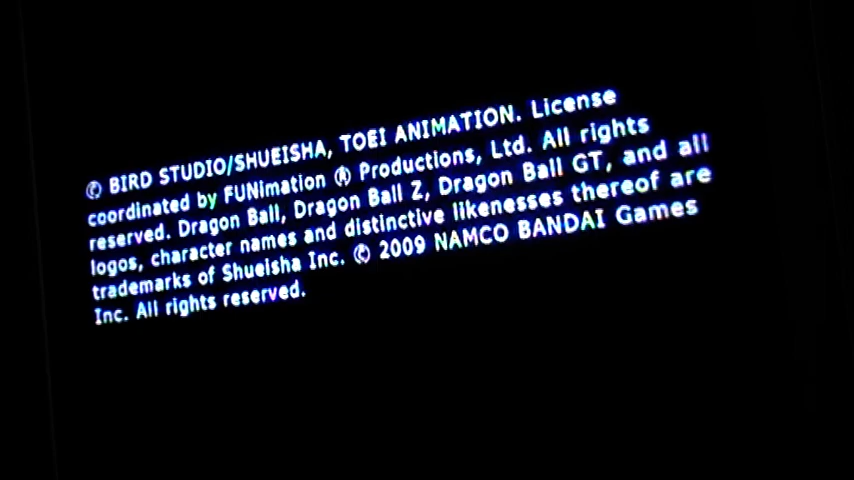 © BIRD STUDIO/SHUEISHA, TOEI ANIMATION. License
coordinated by FUNimation ® Productions, Ltd. All rights
reserved. Dragon Ball, Dragon Ball Z, Dragon Ball GT, and all
logos, character names and distinctive likenesses thereof are
trademarks of Shueisha Inc. © 2009 NAMCO BANDAI Games
Inc. All rights reserved.